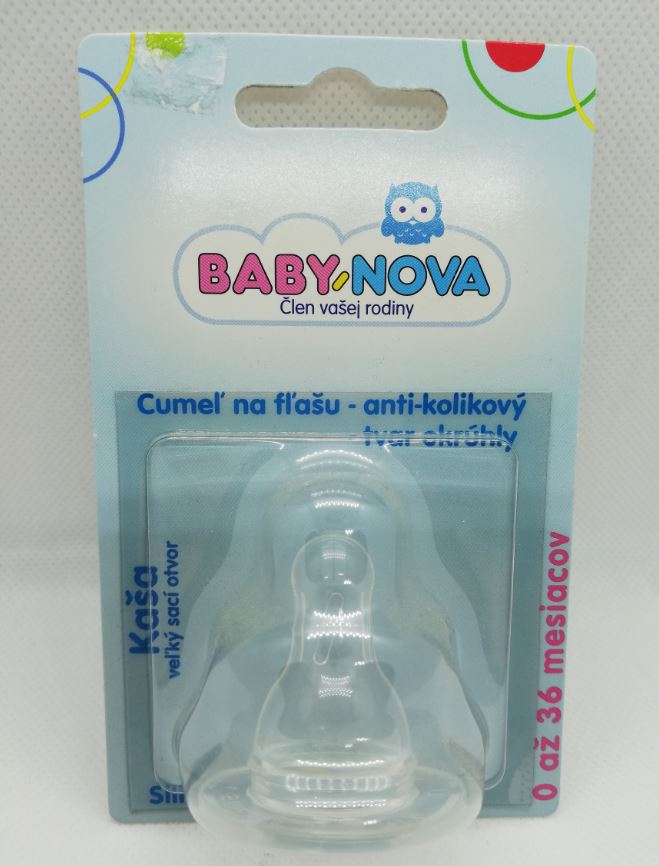 BABY NOVA
Člen vašej rodiny
Cumeľ na fľašu - anti-kolikový
- tvar okrúhly
Kaša
veľký sací otvor
0 až 36 mesiacov